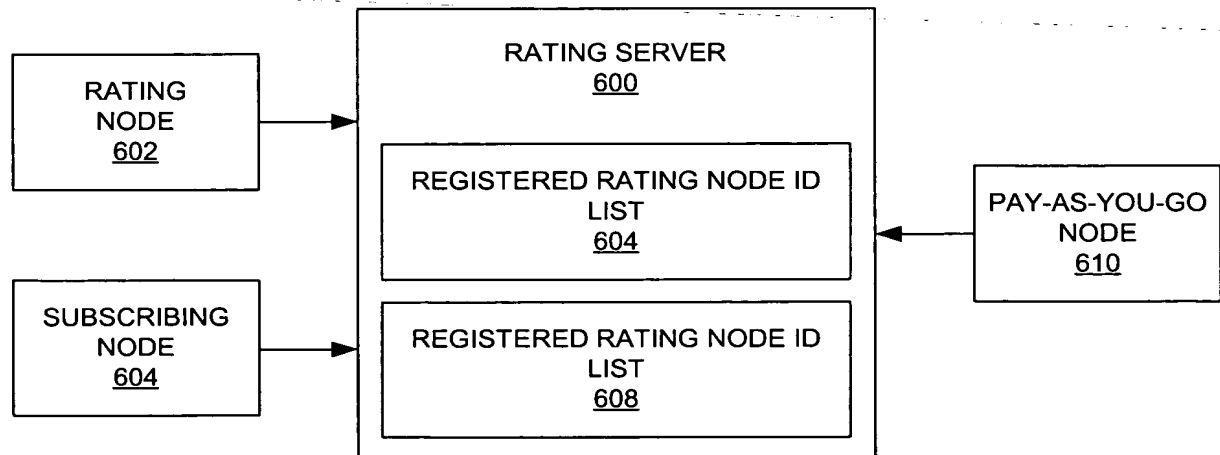 RATING
NODE
602
SUBSCRIBING
NODE
604
RATING SERVER
600
REGISTERED RATING NODE ID
LIST
604
REGISTERED RATING NODE ID
LIST
608
PAY-AS-YOU-GO
NODE
610